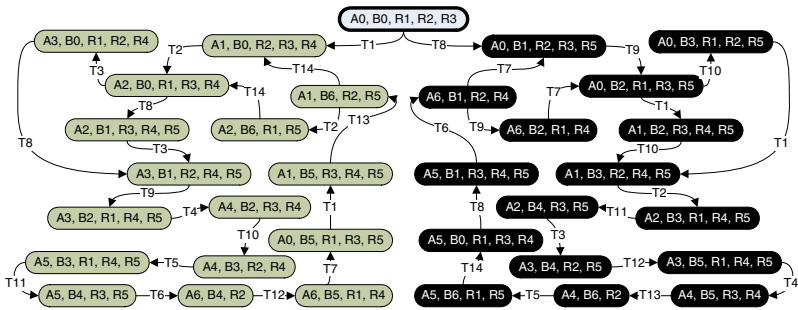 A0, B0, R1, R2, R3
A3, B0, R1, R2, R4
A1, B0, R2, R3, R4
T1
T8
A0, B1, R2, R3, R5
A0, B3, R1, R2, R5
T2
T9
T3
T14
T7
T10
A2, B0, R1, R3, R4
T14
A1, B6, R2, R5
A6, B1, R2, R4
T7
A0, B2, R1, R3, R5
T8
T1
T13
T6
A2, B1, R3, R4, R5
A2, B6, R1, R5
T2
T9
A6, B2, R1, R4
A1, B2, R3, R4, R5
T8
T3
T10
T1
A3, B1, R2, R4, R5
A1, B5, R3, R4, R5
A5, B1, R3, R4, R5
A1, B3, R2, R4, R5
T9
T2
T1
T8
A3, B2, R1, R4, R5
T4
A4, B2, R3, R4
A2, B4, R3, R5
T11
A2, B3, R1, R4, R5
T10
T3
A0, B5, R1, R3, R5
A5, B0, R1, R3, R4
A5, B3, R1, R4, R5
T5
A4, B3, R2, R4
T7
T14
A3, B4, R2, R5
T12
A3, B5, R1, R4, R5
T11
T4
A5, B4, R3, R5
T6
A6, B4, R2
T12
A6, B5, R1, R4
A5, B6, R1, R5
T5
A4, B6, R2
T13
A4, B5, R3, R4